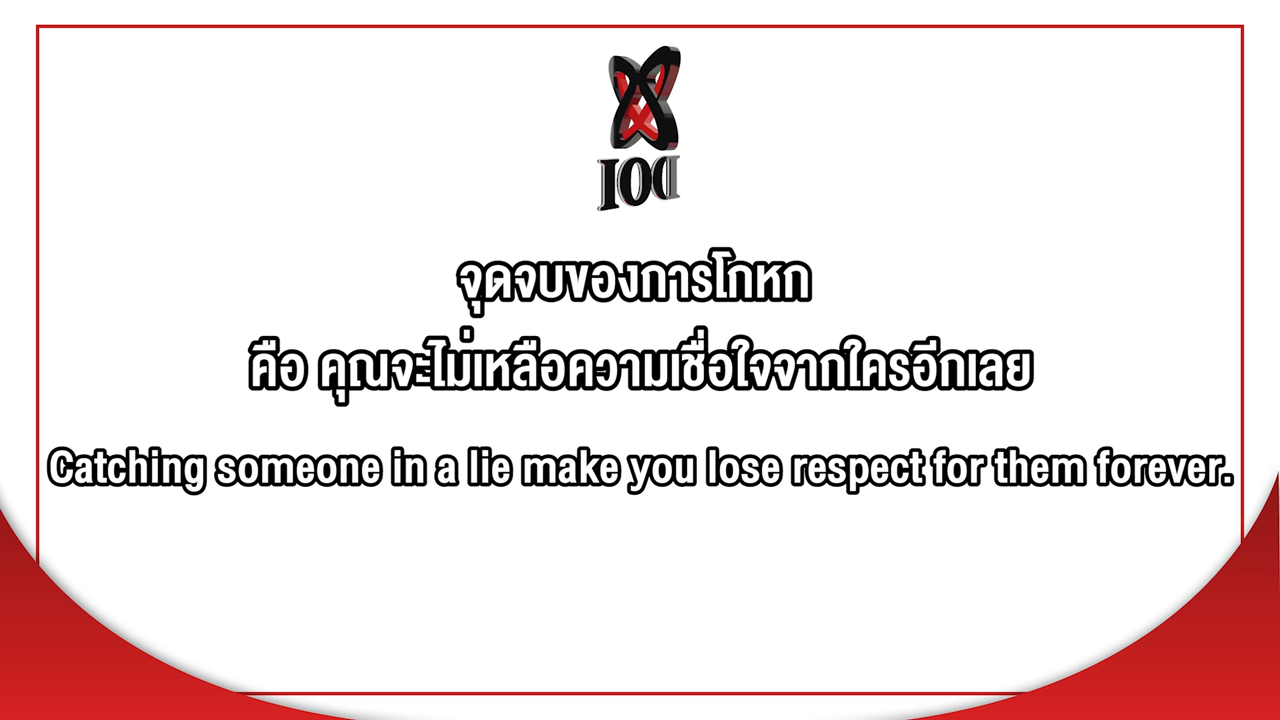 IOD
จุดจบของการโกหก
คือ คุณจะไม่เหลือความเชื่อใจจากใครอีกเลย
Catching someone in a lie make you lose respect for them forever.